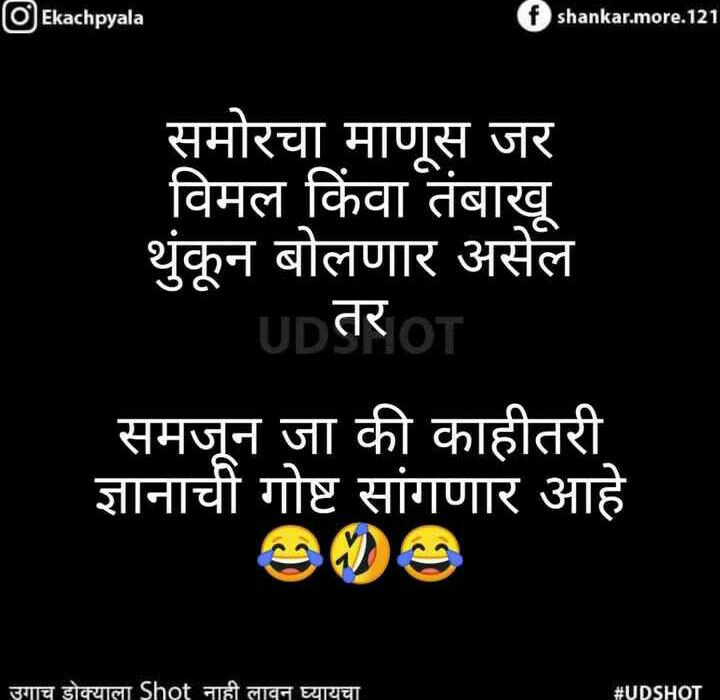 Ekachpyala
shankar.more.121
समोरचा माणूस जर
विमल किंवा तंबाखू
थुंकून बोलणार असेल
तर
UDSHOT
समजून जा की काहीतरी
ज्ञानाची गोष्ट सांगणार आहे
😂🤣😂
उगाच डोक्याला Shot नाही लावून घ्यायचा
#UDSHOT